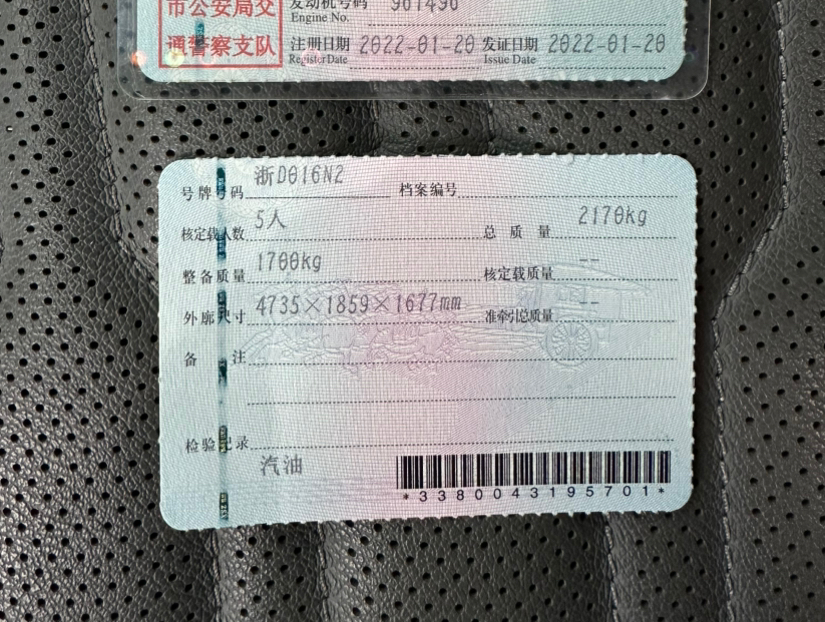 市公安局交
发动机号码
Engine No.
通警察支队
注册日期 2022-01-20 发证日期 2022-01-20
Register Date Issue Date
号牌号码 浙D016N2 档案编号
核定载人数 5人 总质量 2170kg
整备质量 1700kg 核定载质量 --
外廓尺寸 4735×1859×1677mm 准牵引总质量 --
备注
检验记录
汽油
*3380043195701*